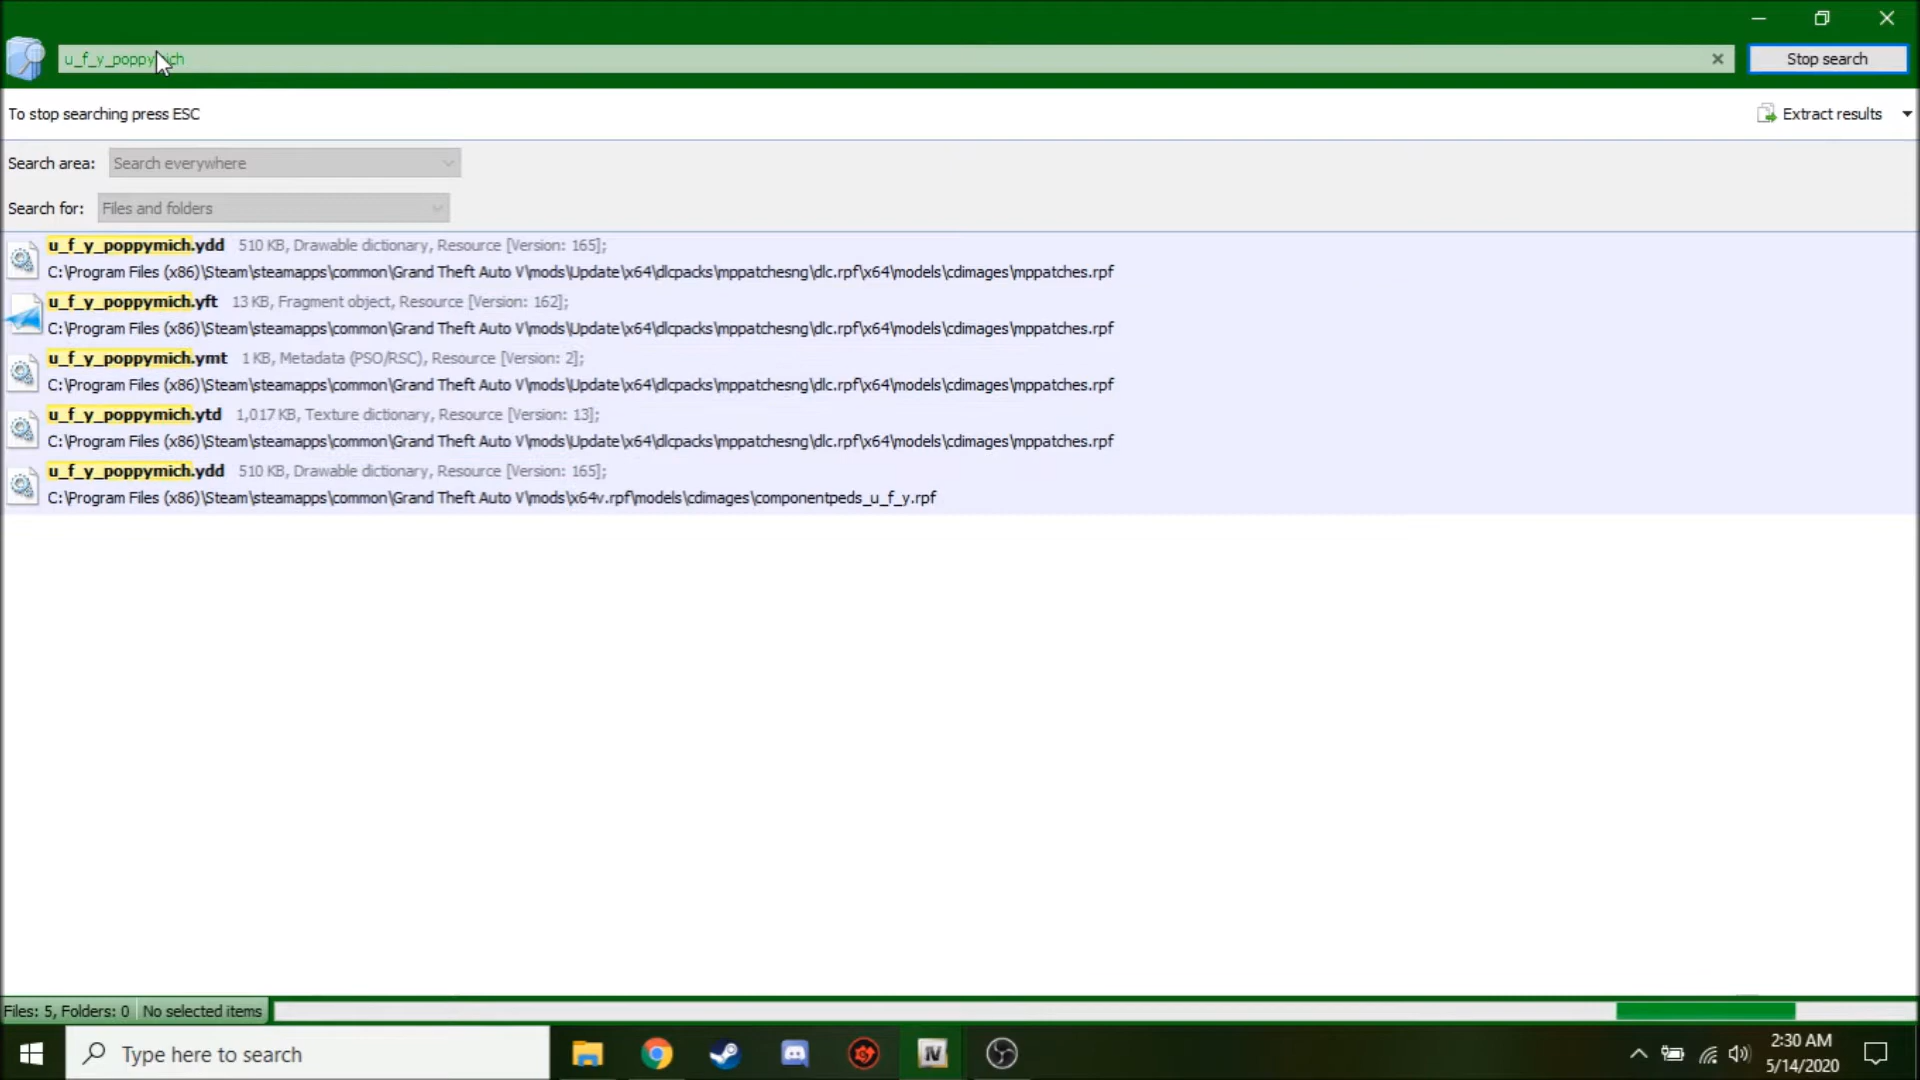 u_f_y_poppymich
Stop search
To stop searching press ESC
Extract results
Search area: Search everywhere
Search for: Files and folders
u_f_y_poppymich.ydd 510 KB, Drawable dictionary, Resource [Version: 165];
C:\Program Files (x86)\Steam\steamapps\common\Grand Theft Auto V\mods\Update\x64\dlcpacks\mppatchesng\dlc.rpf\x64\models\cdimages\mppatches.rpf
u_f_y_poppymich.yft 13 KB, Fragment object, Resource [Version: 162];
C:\Program Files (x86)\Steam\steamapps\common\Grand Theft Auto V\mods\Update\x64\dlcpacks\mppatchesng\dlc.rpf\x64\models\cdimages\mppatches.rpf
u_f_y_poppymich.ymt 1 KB, Metadata (PSO/RSC), Resource [Version: 2];
C:\Program Files (x86)\Steam\steamapps\common\Grand Theft Auto V\mods\Update\x64\dlcpacks\mppatchesng\dlc.rpf\x64\models\cdimages\mppatches.rpf
u_f_y_poppymich.ytd 1,017 KB, Texture dictionary, Resource [Version: 13];
C:\Program Files (x86)\Steam\steamapps\common\Grand Theft Auto V\mods\Update\x64\dlcpacks\mppatchesng\dlc.rpf\x64\models\cdimages\mppatches.rpf
u_f_y_poppymich.ydd 510 KB, Drawable dictionary, Resource [Version: 165];
C:\Program Files (x86)\Steam\steamapps\common\Grand Theft Auto V\mods\x64v.rpf\models\cdimages\componentpeds_u_f_y.rpf
Files: 5, Folders: 0 No selected items
Type here to search
IV
2:30 AM
5/14/2020